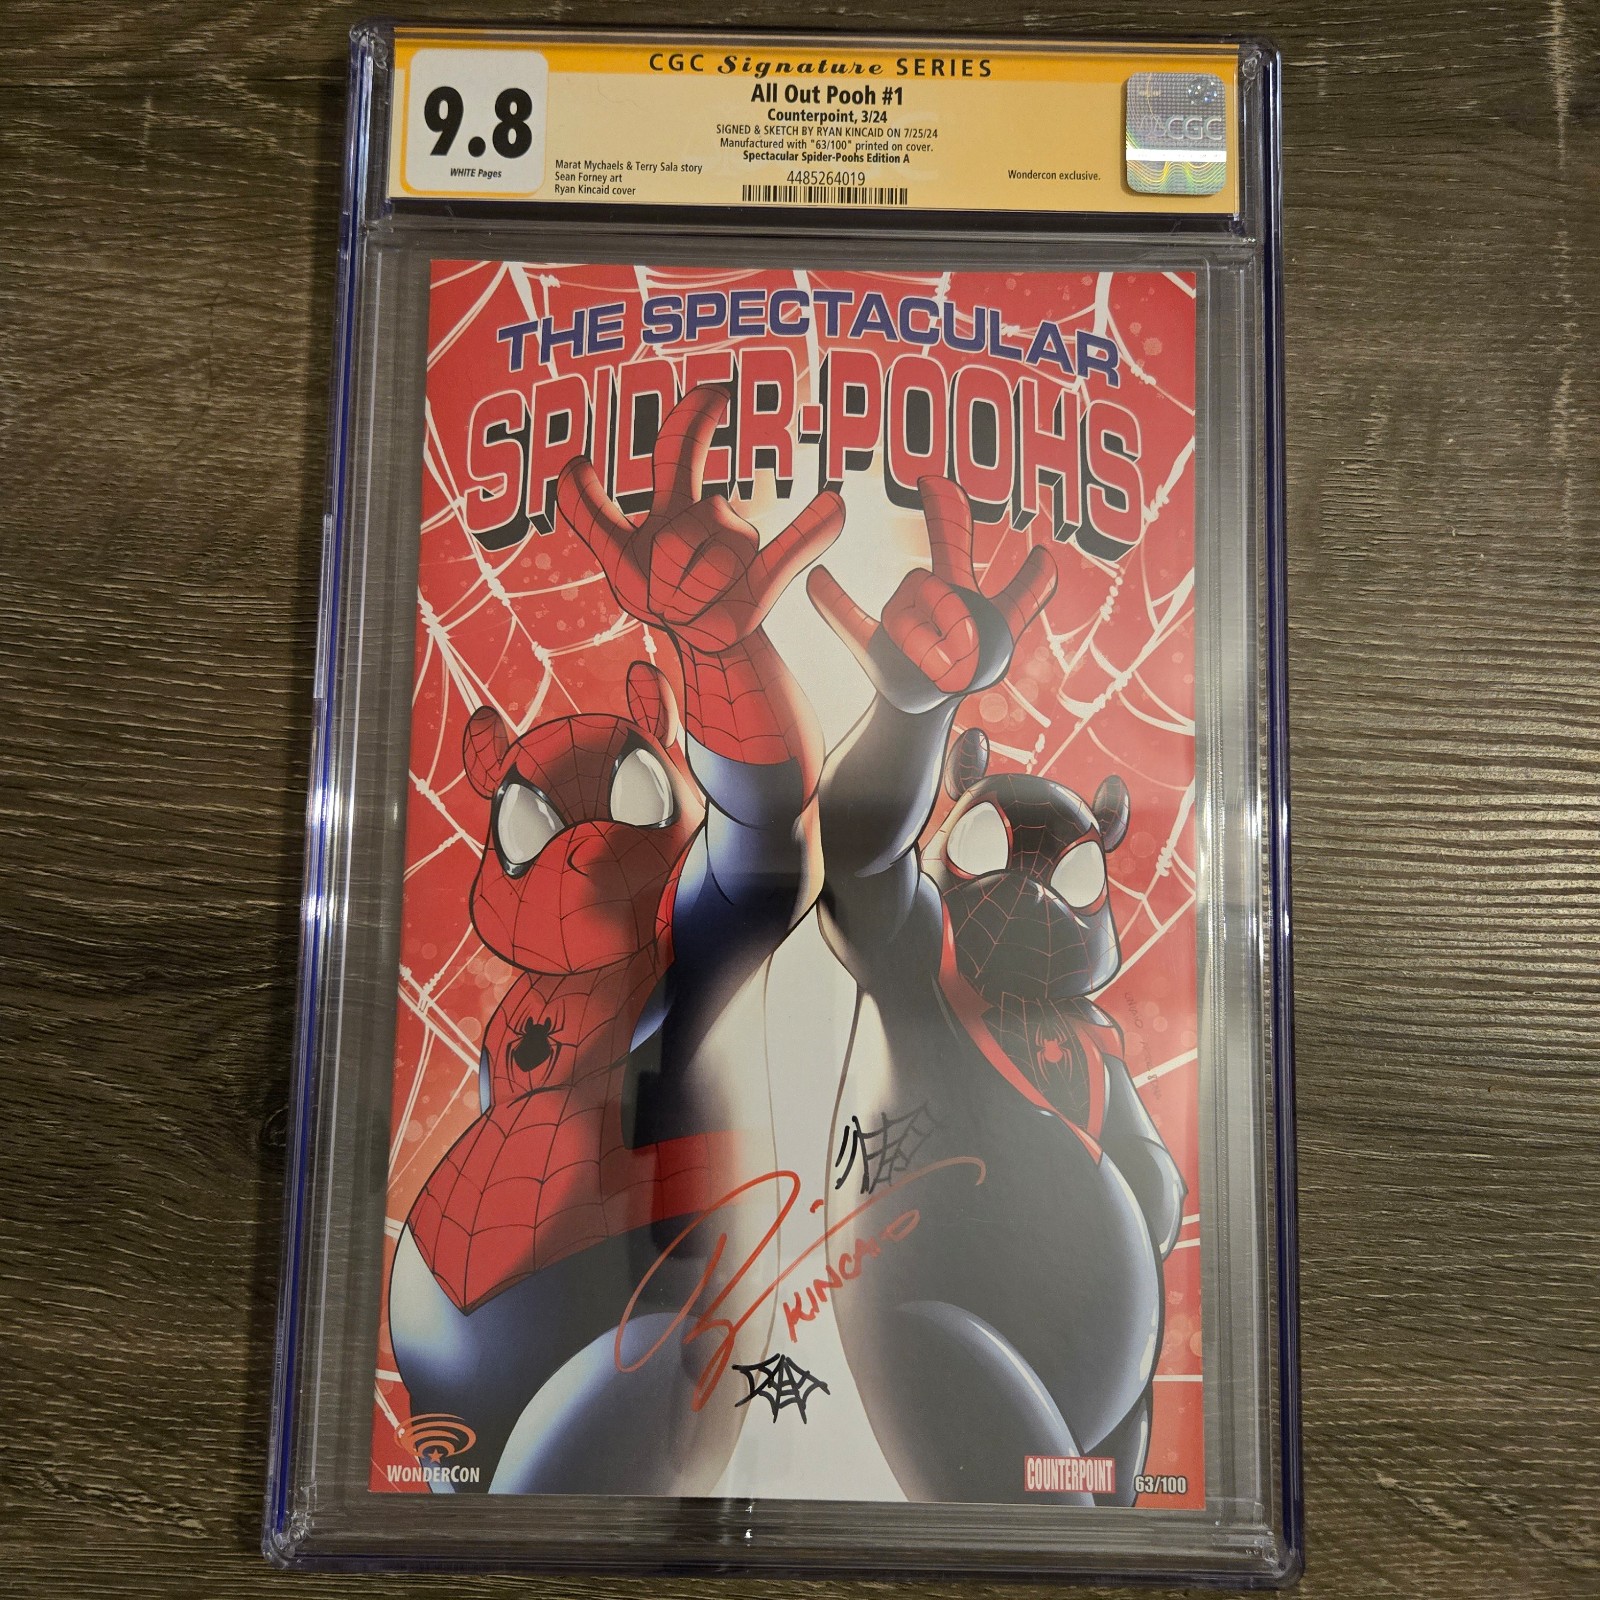 CGC Signature SERIES
9.8
WHITE Pages
All Out Pooh #1
Counterpoint, 3/24
SIGNED & SKETCH BY RYAN KINCAID ON 7/25/24
Manufactured with "63/100" printed on cover.
Spectacular Spider-Poohs Edition A
4485264019
Marat Mychaels & Terry Sala story
Sean Forney art
Ryan Kincaid cover
Wondercon exclusive.
CGC
THE SPECTACULAR
SPIDER-POOHS
KINCAID
WONDERCON
COUNTERPOINT
63/100